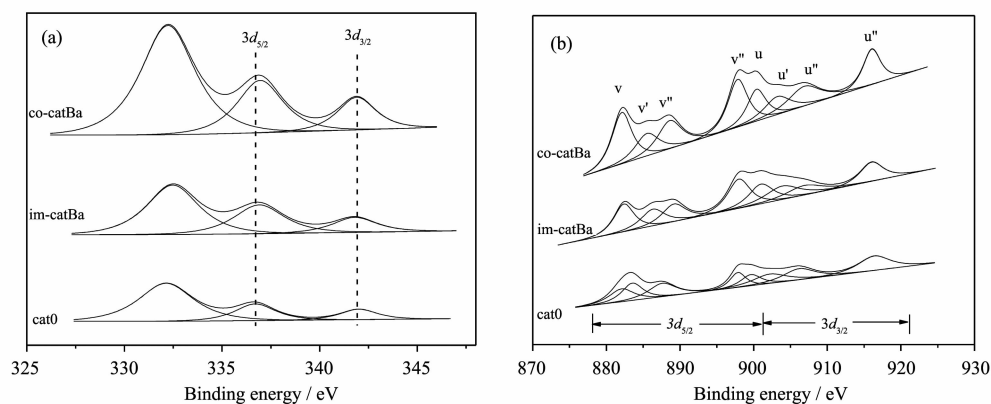 (a)
3d5/2
3d3/2
co-catBa
im-catBa
cat0
325 330 335 340 345
Binding energy / eV
(b)
v v' v" v" u u' u" u"
co-catBa
im-catBa
cat0
3d5/2
3d3/2
870 880 890 900 910 920 930
Binding energy / eV